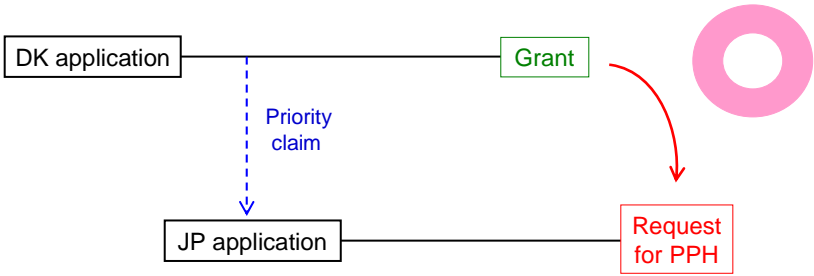 DK application
Grant
Priority
claim
JP application
Request
for PPH